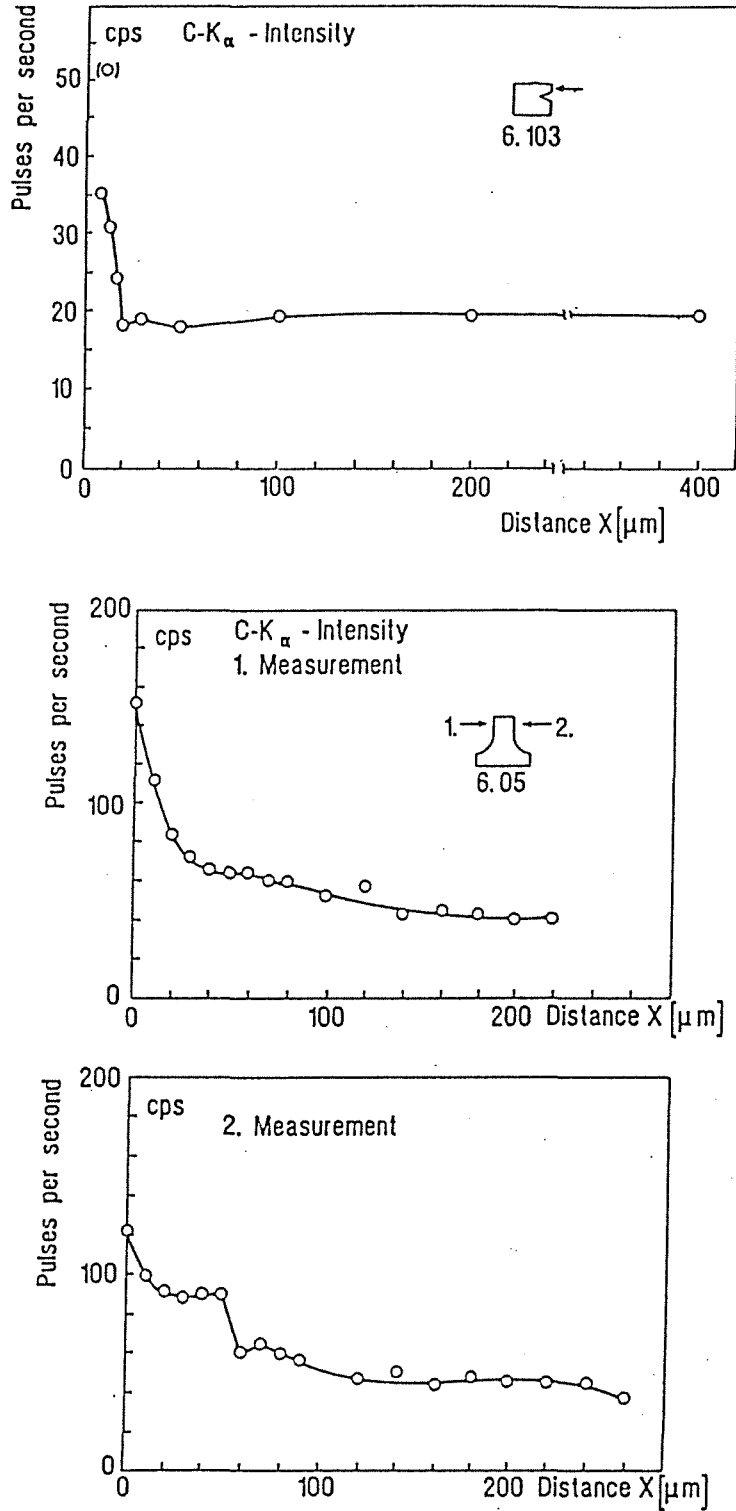 cps C-Kα - Intensity
(o)
Pulses per second
50
40
30
20
10
0
6.103
0 100 200 400
Distance X [μm]
200
cps C-Kα - Intensity
1. Measurement
Pulses per second
1. 2.
6.05
100
0
0 100 200 Distance X [μm]
200
cps
2. Measurement
Pulses per second
100
0
0 100 200 Distance X [μm]